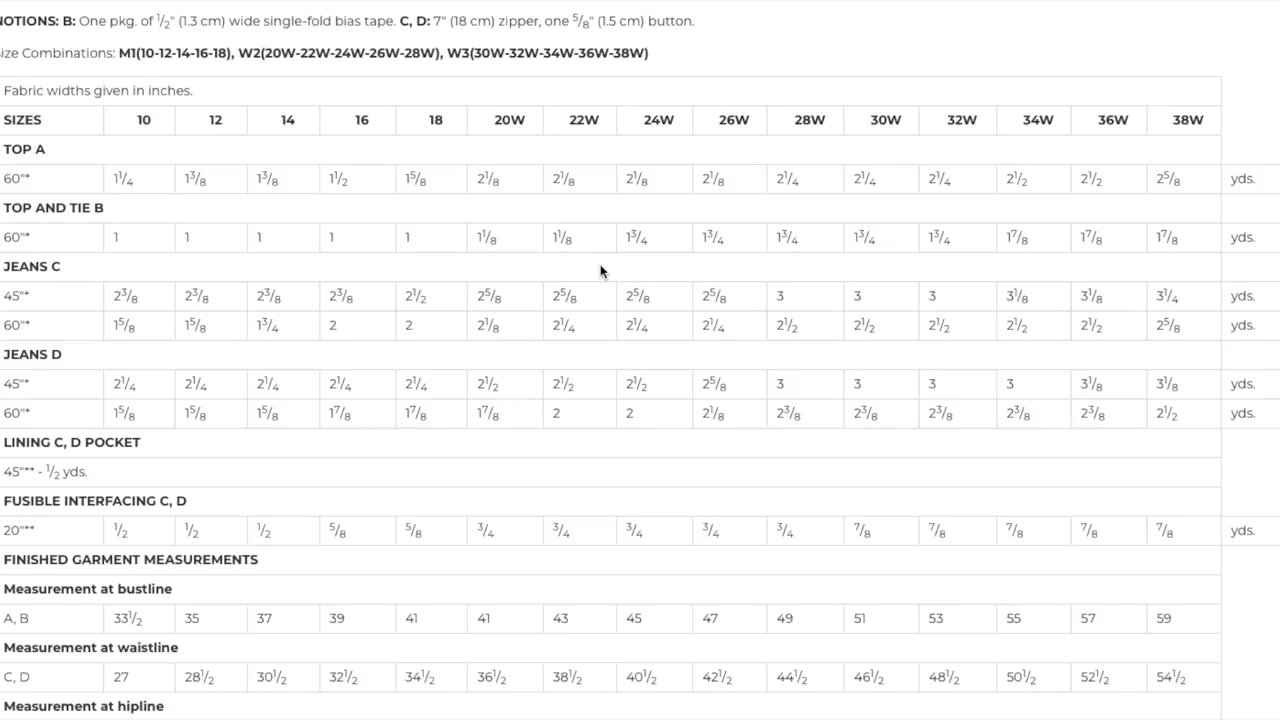 NOTIONS: B: One pkg. of 1/2" (1.3 cm) wide single-fold bias tape. C, D: 7" (18 cm) zipper, one 5/8" (1.5 cm) button.
ize Combinations: M1(10-12-14-16-18), W2(20W-22W-24W-26W-28W), W3(30W-32W-34W-36W-38W)
Fabric widths given in inches.
SIZES 10 12 14 16 18 20W 22W 24W 26W 28W 30W 32W 34W 36W 38W
TOP A
60"* 1 1/4 1 3/8 1 3/8 1 1/2 1 5/8 2 1/8 2 1/8 2 1/8 2 1/8 2 1/4 2 1/4 2 1/4 2 1/2 2 1/2 2 5/8 yds.
TOP AND TIE B
60"* 1 1 1 1 1 1 1/8 1 1/8 1 3/4 1 3/4 1 3/4 1 3/4 1 3/4 1 7/8 1 7/8 1 7/8 yds.
JEANS C
45"* 2 3/8 2 3/8 2 3/8 2 3/8 2 1/2 2 5/8 2 5/8 2 5/8 2 5/8 3 3 3 3 1/8 3 1/8 3 1/4 yds.
60"* 1 5/8 1 5/8 1 3/4 2 2 2 1/8 2 1/4 2 1/4 2 1/4 2 1/2 2 1/2 2 1/2 2 1/2 2 1/2 2 5/8 yds.
JEANS D
45"* 2 1/4 2 1/4 2 1/4 2 1/4 2 1/4 2 1/2 2 1/2 2 1/2 2 5/8 3 3 3 3 3 1/8 3 1/8 yds.
60"* 1 5/8 1 5/8 1 5/8 1 7/8 1 7/8 1 7/8 2 2 2 1/8 2 3/8 2 3/8 2 3/8 2 3/8 2 3/8 2 1/2 yds.
LINING C, D POCKET
45"** - 1/2 yds.
FUSIBLE INTERFACING C, D
20"** 1/2 1/2 1/2 5/8 5/8 3/4 3/4 3/4 3/4 3/4 7/8 7/8 7/8 7/8 7/8 yds.
FINISHED GARMENT MEASUREMENTS
Measurement at bustline
A, B 33 1/2 35 37 39 41 41 43 45 47 49 51 53 55 57 59
Measurement at waistline
C, D 27 28 1/2 30 1/2 32 1/2 34 1/2 36 1/2 38 1/2 40 1/2 42 1/2 44 1/2 46 1/2 48 1/2 50 1/2 52 1/2 54 1/2
Measurement at hipline